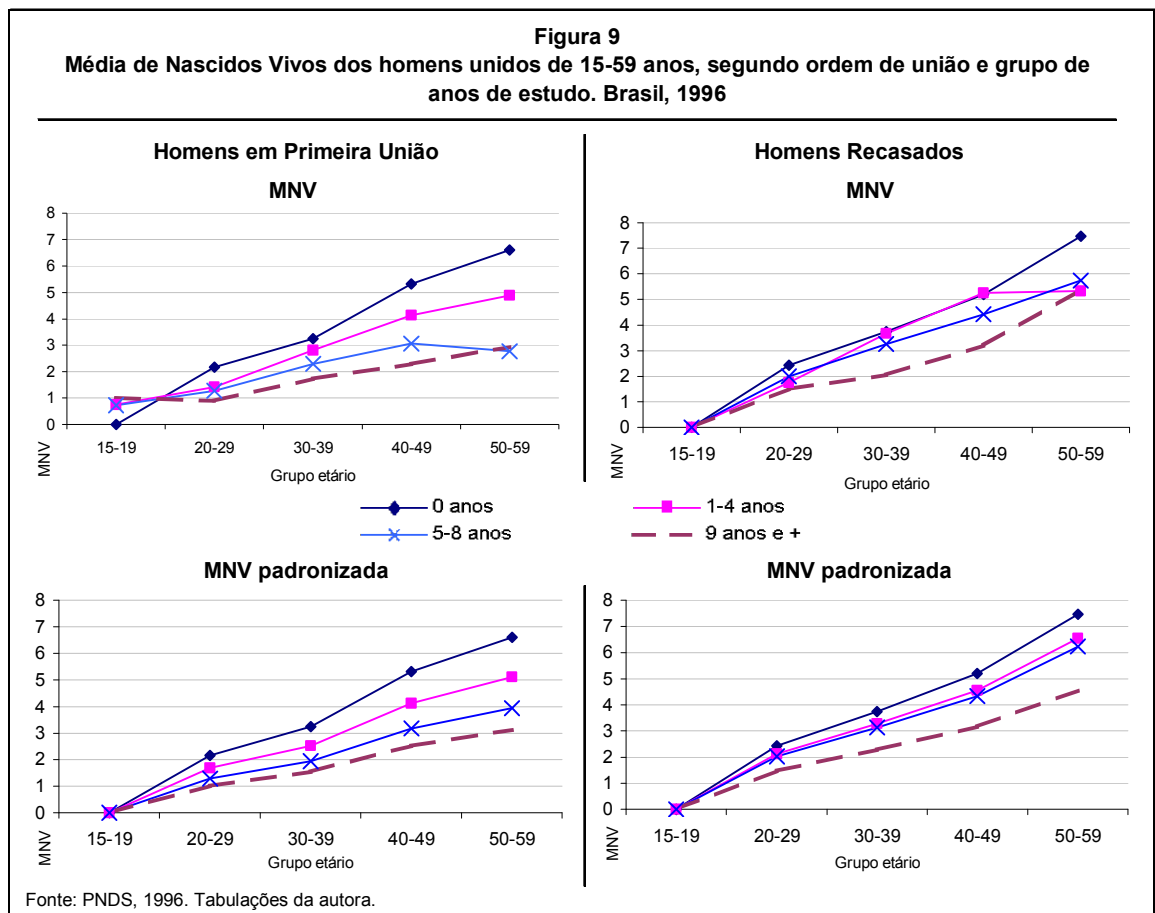 Figura 9
Média de Nascidos Vivos dos homens unidos de 15-59 anos, segundo ordem de união e grupo de
anos de estudo. Brasil, 1996
Homens em Primeira União
MNV
8
7
6
5
4
3
2
1
0
MNV
15-19
20-29
30-39
40-49
50-59
Grupo etário
Homens Recasados
MNV
8
7
6
5
4
3
2
1
0
MNV
15-19
20-29
30-39
40-49
50-59
Grupo etário
0 anos
1-4 anos
5-8 anos
9 anos e +
MNV padronizada
8
7
6
5
4
3
2
1
0
MNV
15-19
20-29
30-39
40-49
50-59
Grupo etário
MNV padronizada
8
7
6
5
4
3
2
1
0
MNV
15-19
20-29
30-39
40-49
50-59
Grupo etário
Fonte: PNDS, 1996. Tabulações da autora.